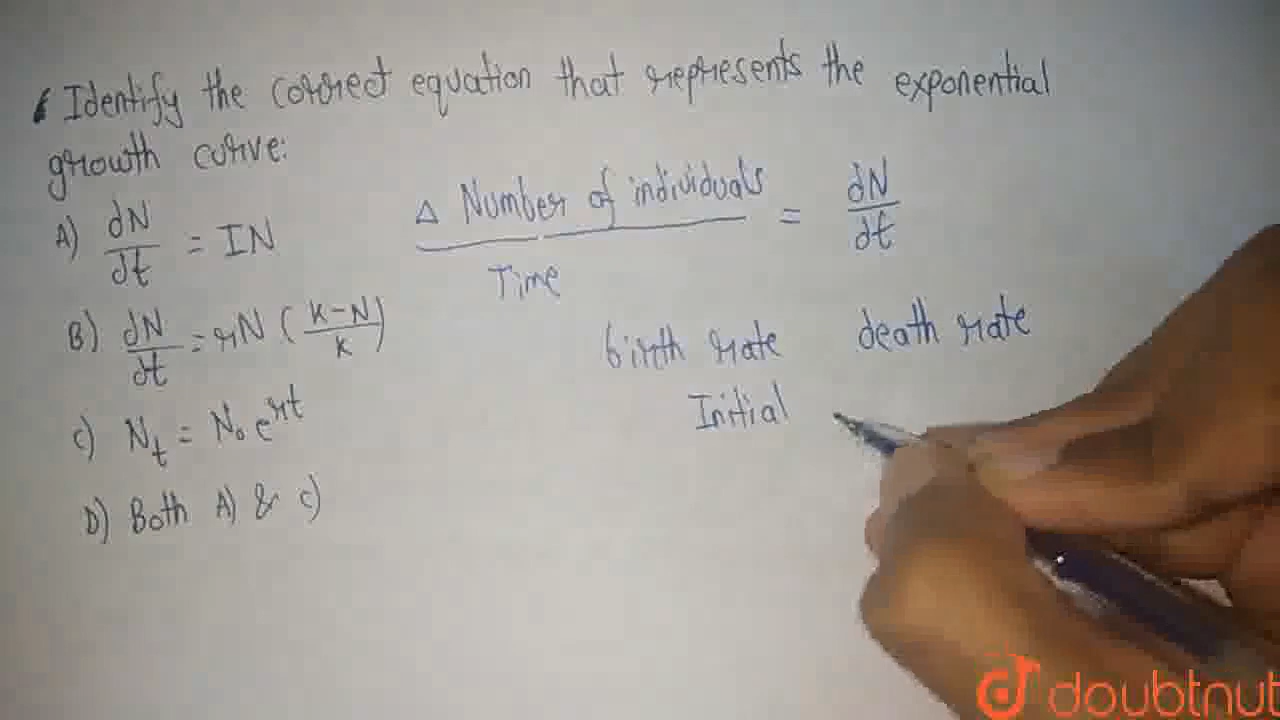 Identify the correct equation that represents the exponential
growth curve:
A) dN/dt = IN
Δ Number of individuals / Time = dN/dt
B) dN/dt = rN (K-N/K)
birth rate death rate
Initial
C) Nt = N₀ e^rt
D) Both A) & C)
doubtnut